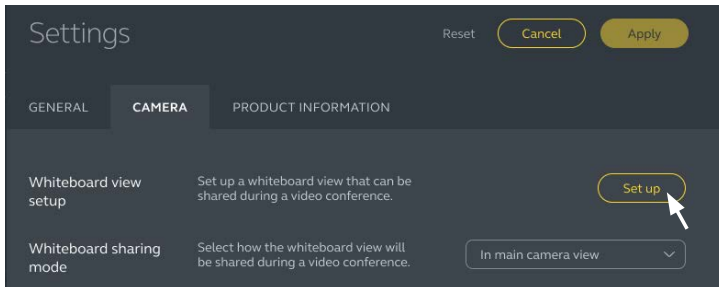 Settings
Reset
Cancel
Apply
GENERAL
CAMERA
PRODUCT INFORMATION
Whiteboard view
setup
Set up a whiteboard view that can be
shared during a video conference.
Set up
Whiteboard sharing
mode
Select how the whiteboard view will
be shared during a video conference.
In main camera view